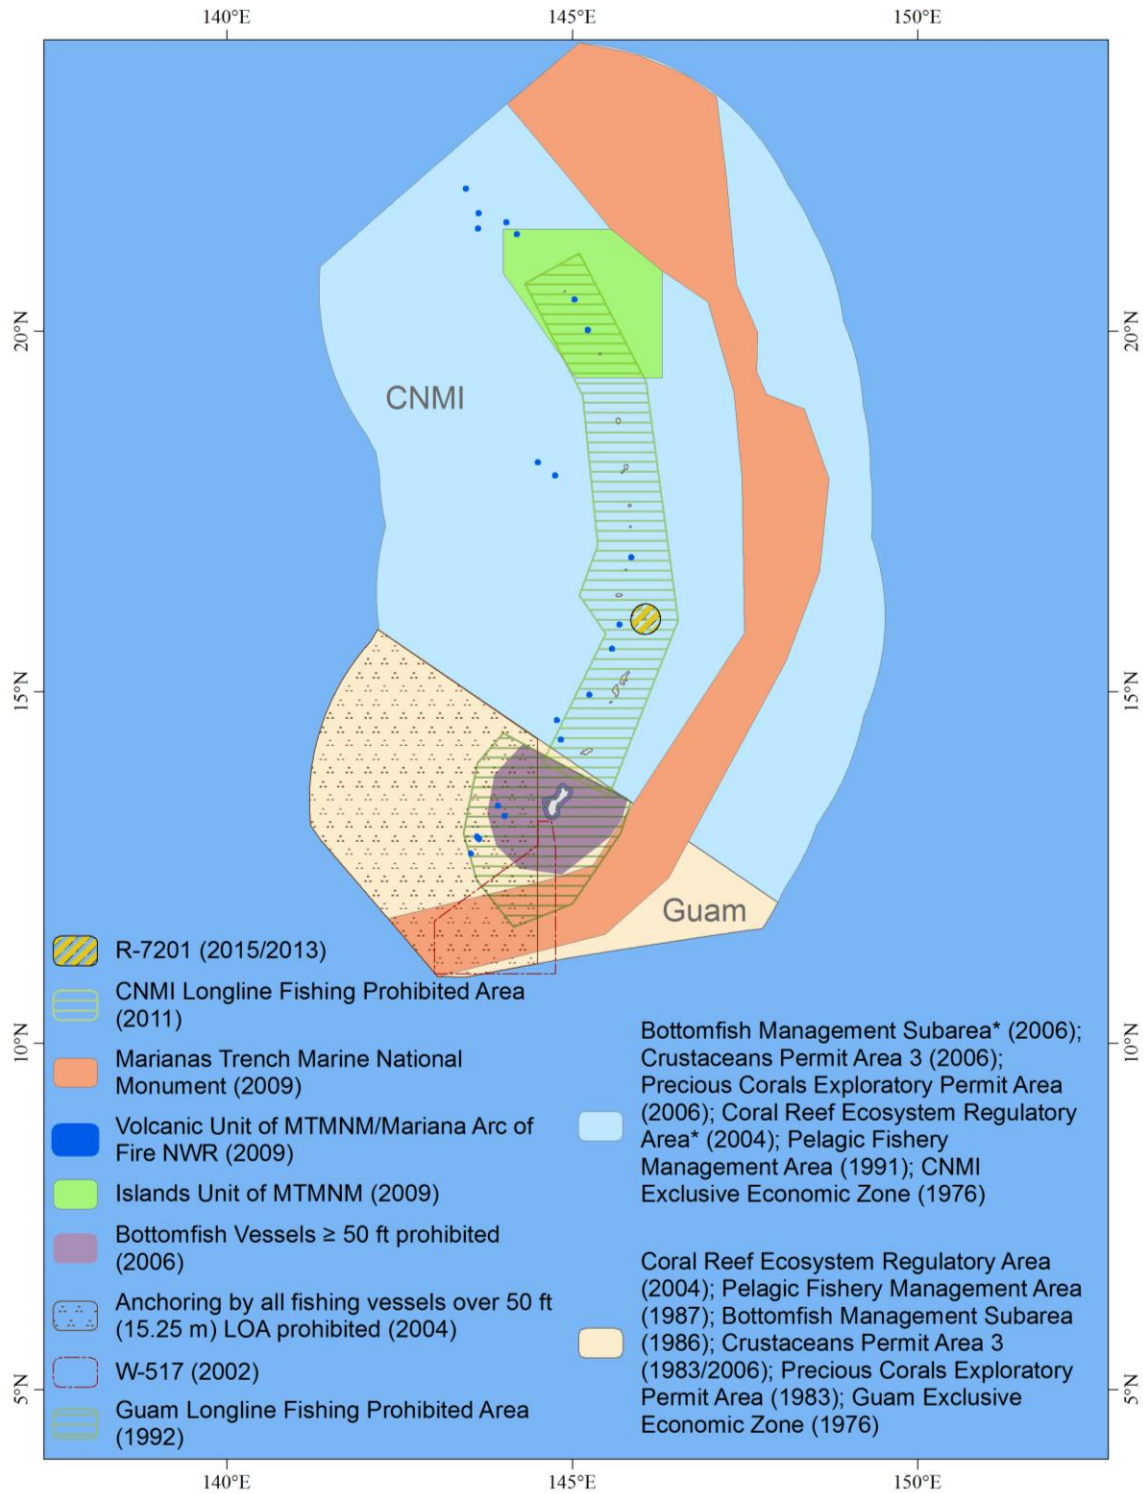 140°E
145°E
150°E
20°N
20°N
CNMI
15°N
15°N
Guam
R-7201 (2015/2013)
CNMI Longline Fishing Prohibited Area
(2011)
10°N
10°N
Marianas Trench Marine National
Monument (2009)
Volcanic Unit of MTMNM/Mariana Arc of
Fire NWR (2009)
Islands Unit of MTMNM (2009)
Bottomfish Vessels ≥ 50 ft prohibited
(2006)
Anchoring by all fishing vessels over 50 ft
(15.25 m) LOA prohibited (2004)
W-517 (2002)
Guam Longline Fishing Prohibited Area
(1992)
Bottomfish Management Subarea* (2006);
Crustaceans Permit Area 3 (2006);
Precious Corals Exploratory Permit Area
(2006); Coral Reef Ecosystem Regulatory
Area* (2004); Pelagic Fishery
Management Area (1991); CNMI
Exclusive Economic Zone (1976)
Coral Reef Ecosystem Regulatory Area
(2004); Pelagic Fishery Management Area
(1987); Bottomfish Management Subarea
(1986); Crustaceans Permit Area 3
(1983/2006); Precious Corals Exploratory
Permit Area (1983); Guam Exclusive
Economic Zone (1976)
5°N
5°N
140°E
145°E
150°E